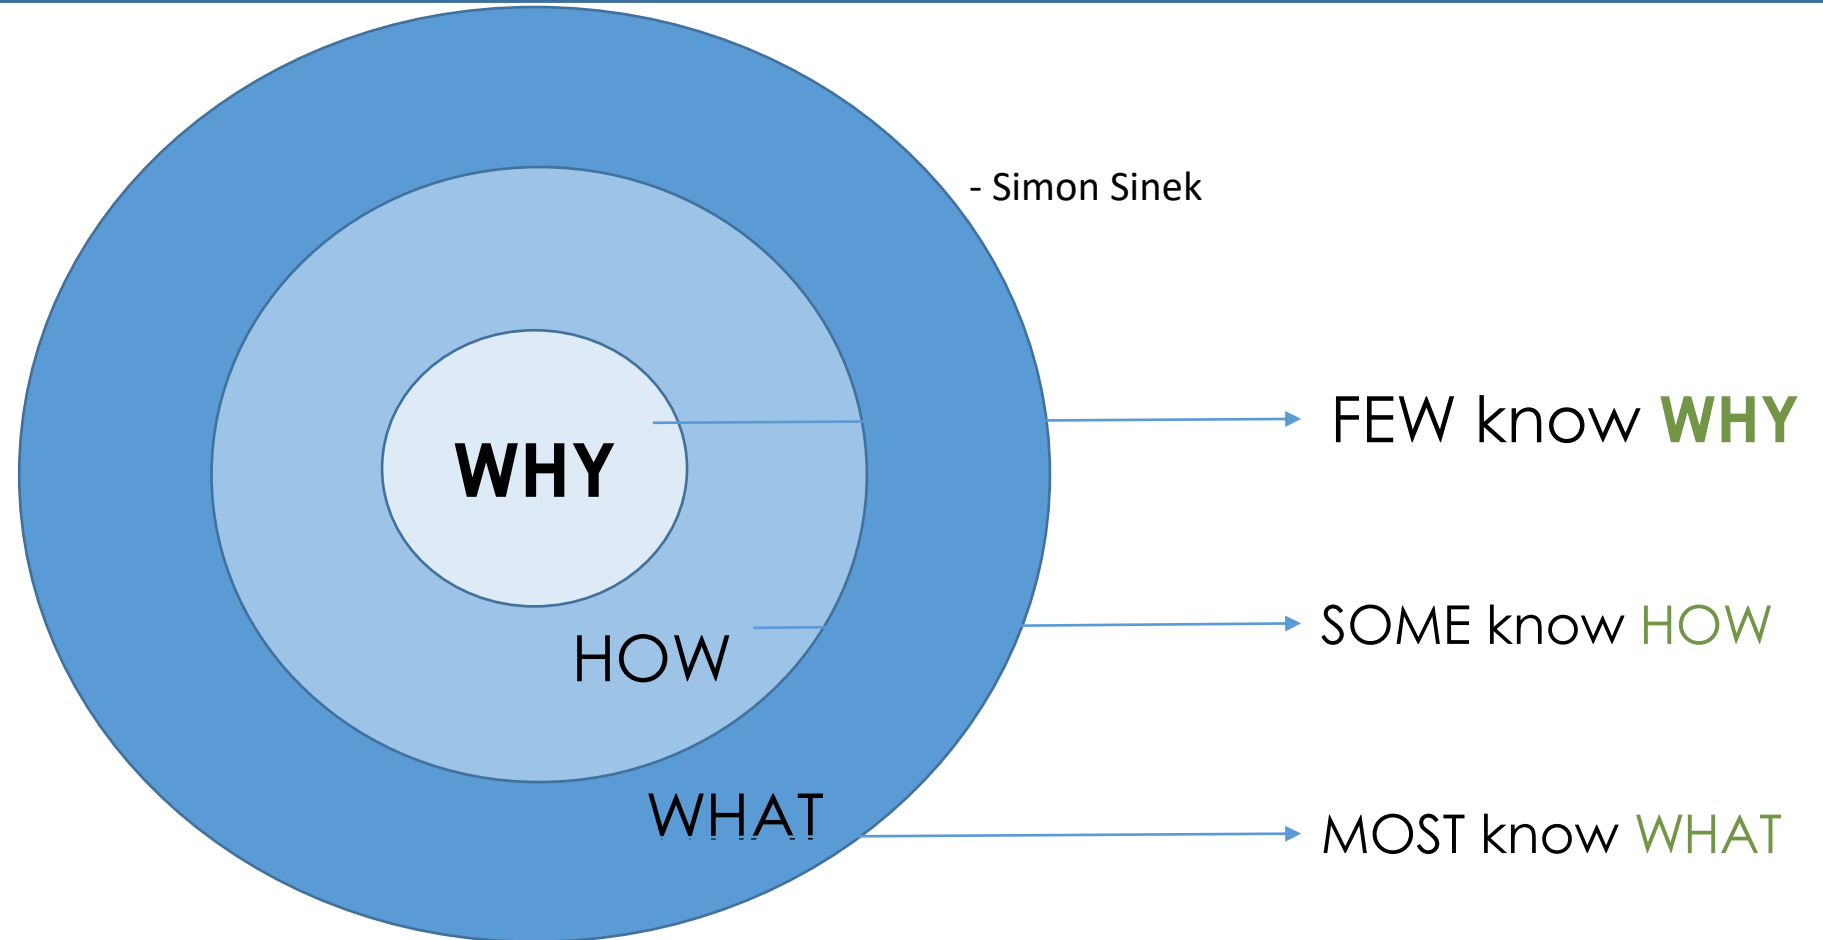 - Simon Sinek
WHY
FEW know WHY
HOW
SOME know HOW
WHAT
MOST know WHAT